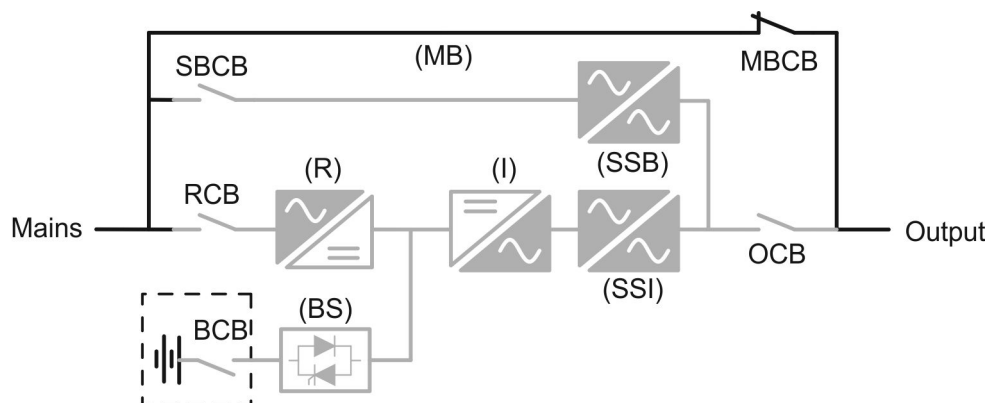 (MB)
MBCB
SBCB
(SSB)
(R)
(I)
RCB
Mains
Output
OCB
(SSI)
(BS)
BCB